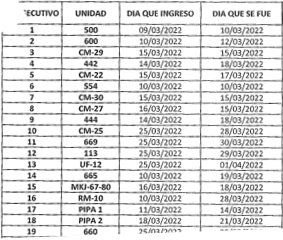 ECUTIVO UNIDAD DIA QUE INGRESO DIA QUE SE FUE
1 500 09/03/2022 10/03/2022
2 600 10/03/2022 12/03/2022
3 CM-29 15/03/2022 15/03/2022
4 442 14/03/2022 18/03/2022
5 CM-22 15/03/2022 17/03/2022
6 554 10/03/2022 10/03/2022
7 CM-30 15/03/2022 15/03/2022
8 CM-27 16/03/2022 15/03/2022
9 444 14/03/2022 18/03/2022
10 CM-25 25/03/2022 28/03/2022
11 669 25/03/2022 30/03/2022
12 113 25/03/2022 29/03/2022
13 UF-12 25/03/2022 01/04/2022
14 665 10/03/2022 19/03/2022
15 MKJ-67-80 16/03/2022 18/03/2022
16 RM-10 10/03/2022 28/03/2022
17 PIPA 1 11/03/2022 14/03/2022
18 PIPA 2 18/03/2022 21/03/2022
19 660 25/03/2022